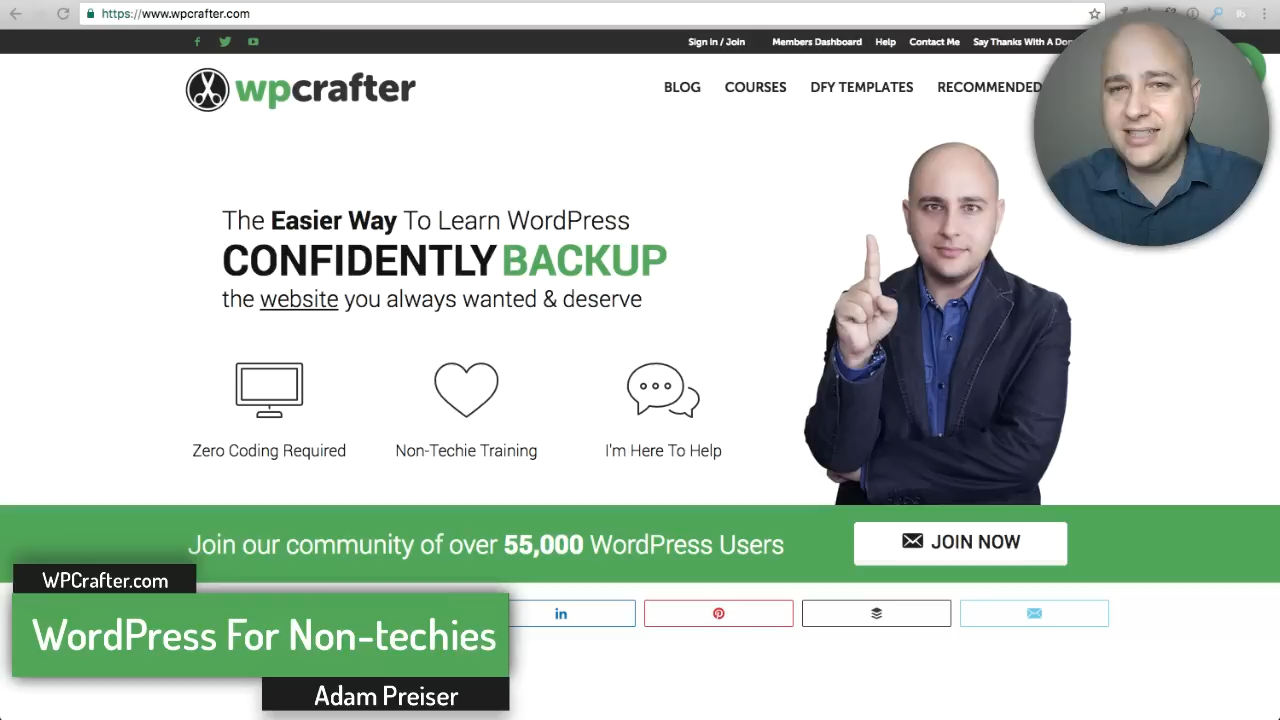 https://www.wpcrafter.com
Sign in / Join
Members Dashboard
Help
Contact Me
Say Thanks With A
wpcrafter
BLOG
COURSES
DFY TEMPLATES
RECOMMENDED
The Easier Way To Learn WordPress
CONFIDENTLY BACKUP
the website you always wanted & deserve
Zero Coding Required
Non-Techie Training
I'm Here To Help
Join our community of over 55,000 WordPress Users
JOIN NOW
in
WPCrafter.com
WordPress For Non-techies
Adam Preiser